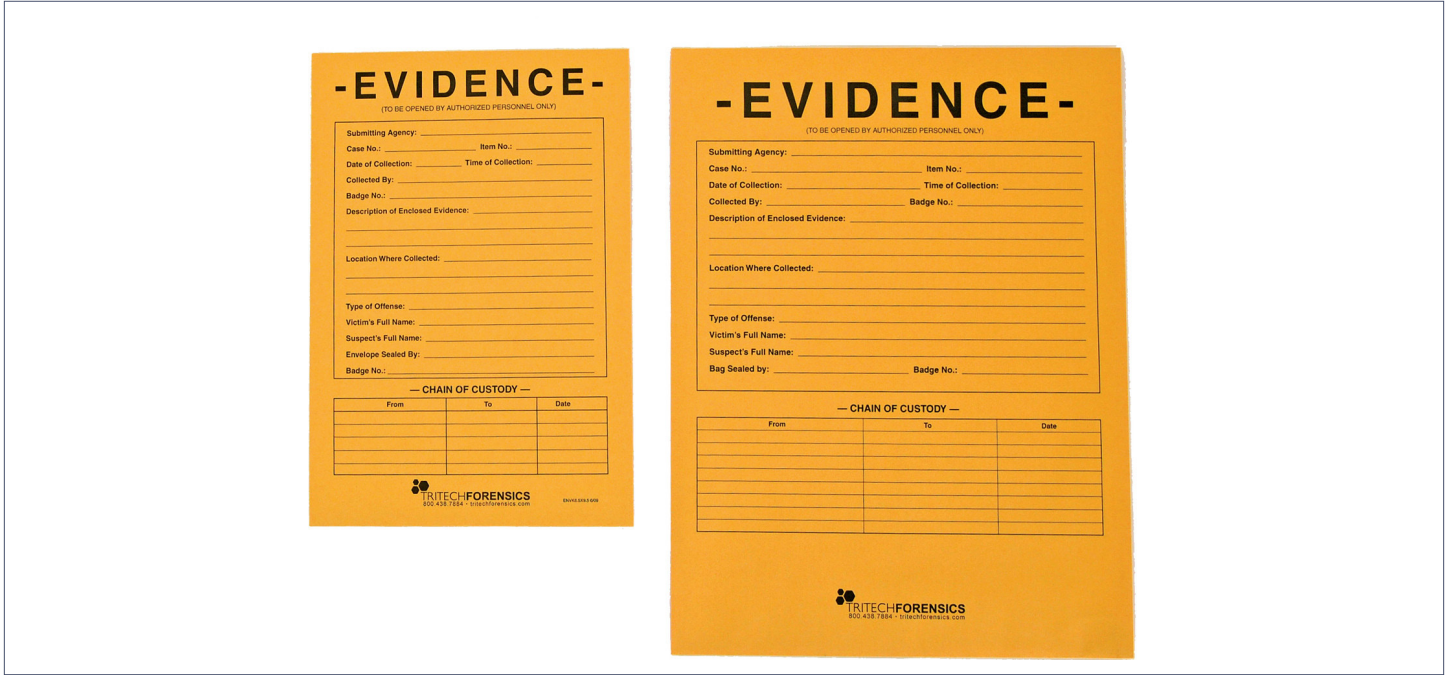 -EVIDENCE-
(TO BE OPENED BY AUTHORIZED PERSONNEL ONLY)
Submitting Agency:
Case No.: Item No.:
Date of Collection: Time of Collection:
Collected By:
Badge No.:
Description of Enclosed Evidence:
Location Where Collected:
Type of Offense:
Victim's Full Name:
Suspect's Full Name:
Envelope Sealed By:
Badge No.:
— CHAIN OF CUSTODY —
From To Date
TRITECHFORENSICS
800.438.7884 - tritechforensics.com
-EVIDENCE-
(TO BE OPENED BY AUTHORIZED PERSONNEL ONLY)
Submitting Agency:
Case No.: Item No.:
Date of Collection: Time of Collection:
Collected By: Badge No.:
Description of Enclosed Evidence:
Location Where Collected:
Type of Offense:
Victim's Full Name:
Suspect's Full Name:
Bag Sealed by: Badge No.:
— CHAIN OF CUSTODY —
From To Date
TRITECHFORENSICS
800.438.7884 - tritechforensics.com